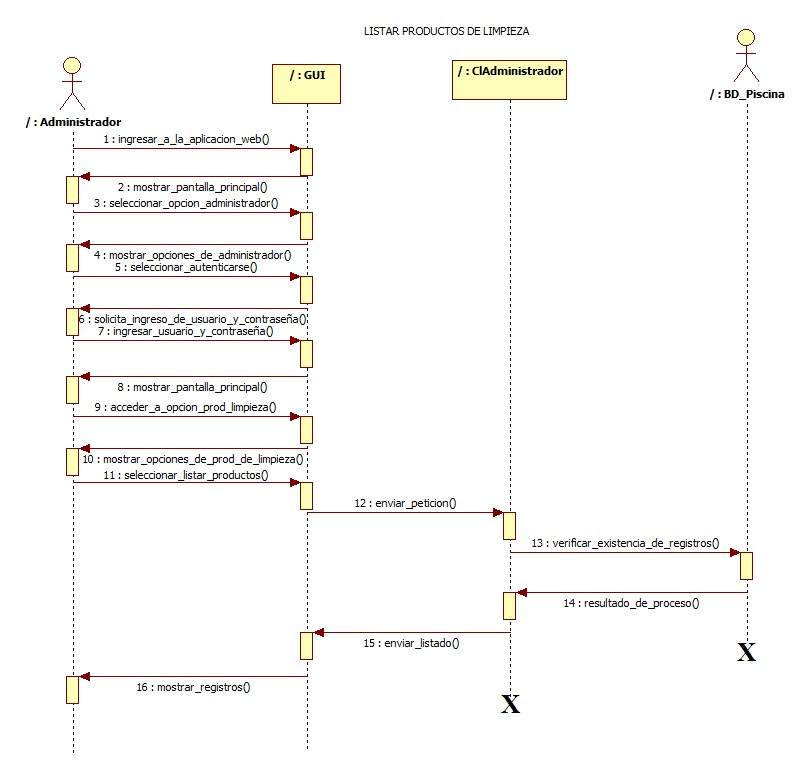 LISTAR PRODUCTOS DE LIMPIEZA
/ : Administrador
/ : GUI
/ : ClAdministrador
/ : BD_Piscina
1 : ingresar_a_la_aplicacion_web()
2 : mostrar_pantalla_principal()
3 : seleccionar_opcion_administrador()
4 : mostrar_opciones_de_administrador()
5 : seleccionar_autenticarse()
6 : solicita_ingreso_de_usuario_y_contraseña()
7 : ingresar_usuario_y_contraseña()
8 : mostrar_pantalla_principal()
9 : acceder_a_opcion_prod_limpieza()
10 : mostrar_opciones_de_prod_de_limpieza()
11 : seleccionar_listar_productos()
12 : enviar_peticion()
13 : verificar_existencia_de_registros()
14 : resultado_de_proceso()
15 : enviar_listado()
X
16 : mostrar_registros()
X